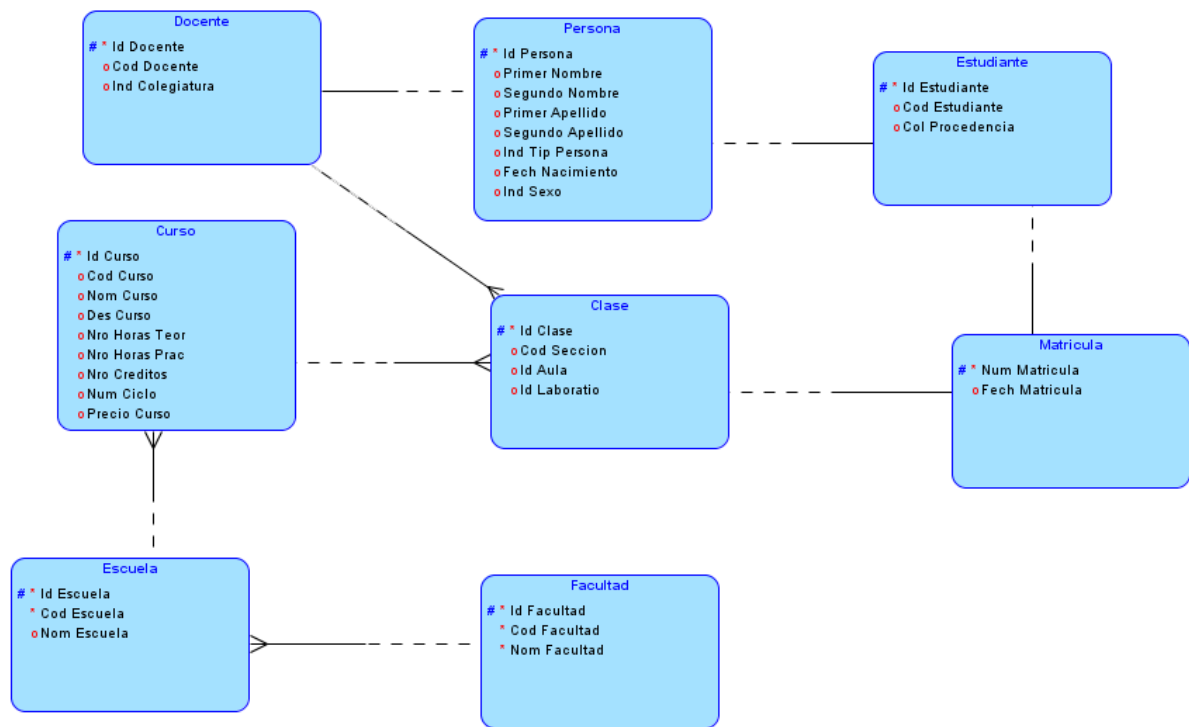 Docente
# * Id Docente
o Cod Docente
o Ind Colegiatura
Persona
# * Id Persona
o Primer Nombre
o Segundo Nombre
o Primer Apellido
o Segundo Apellido
o Ind Tip Persona
o Fech Nacimiento
o Ind Sexo
Estudiante
# * Id Estudiante
o Cod Estudiante
o Col Procedencia
Curso
# * Id Curso
o Cod Curso
o Nom Curso
o Des Curso
o Nro Horas Teor
o Nro Horas Prac
o Nro Creditos
o Num Ciclo
o Precio Curso
Clase
# * Id Clase
o Cod Seccion
o Id Aula
o Id Laboratio
Matricula
# * Num Matricula
o Fech Matricula
Escuela
# * Id Escuela
* Cod Escuela
o Nom Escuela
Facultad
# * Id Facultad
* Cod Facultad
* Nom Facultad